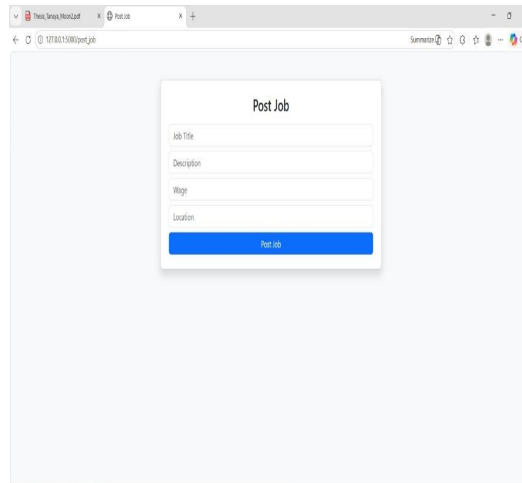 Thesis_Tanaya_Moon2.pdf
Post Job
127.0.0.1:5000/post_job
Summarize
Post Job
Job Title
Description
Wage
Location
Post Job